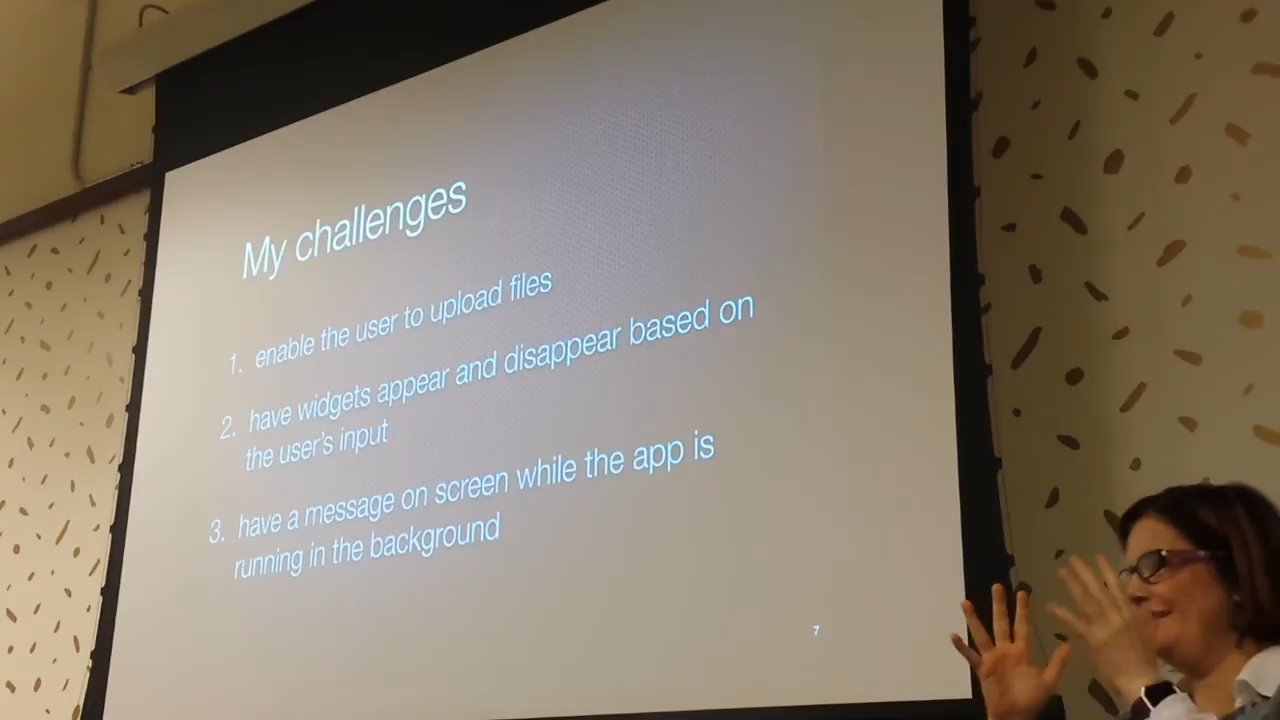 My challenges
1. enable the user to upload files
2. have widgets appear and disappear based on
the user's input
3. have a message on screen while the app is
running in the background
7